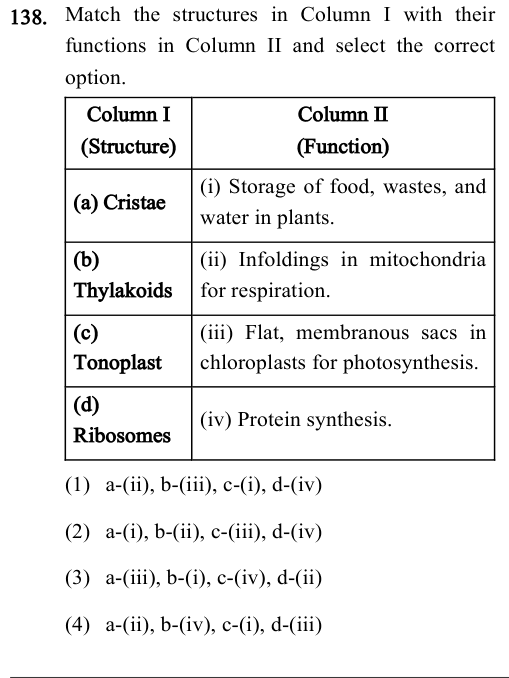 138. Match the structures in Column I with their
functions in Column II and select the correct
option.
Column I
(Structure)
Column II
(Function)
(a) Cristae
(i) Storage of food, wastes, and
water in plants.
(b)
Thylakoids
(ii) Infoldings in mitochondria
for respiration.
(c)
Tonoplast
(iii) Flat, membranous sacs in
chloroplasts for photosynthesis.
(d)
Ribosomes
(iv) Protein synthesis.
(1) a-(ii), b-(iii), c-(i), d-(iv)
(2) a-(i), b-(ii), c-(iii), d-(iv)
(3) a-(iii), b-(i), c-(iv), d-(ii)
(4) a-(ii), b-(iv), c-(i), d-(iii)